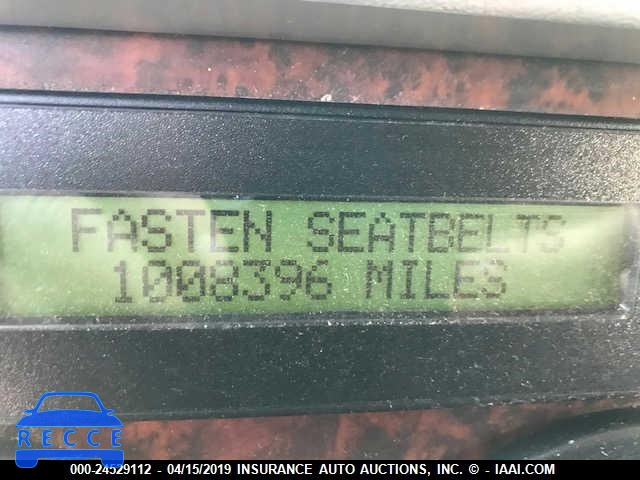 FASTEN SEATBELTS
1008396 MILES
RECCE
000-24529112 - 04/15/2019 INSURANCE AUTO AUCTIONS, INC. © - IAAI.COM